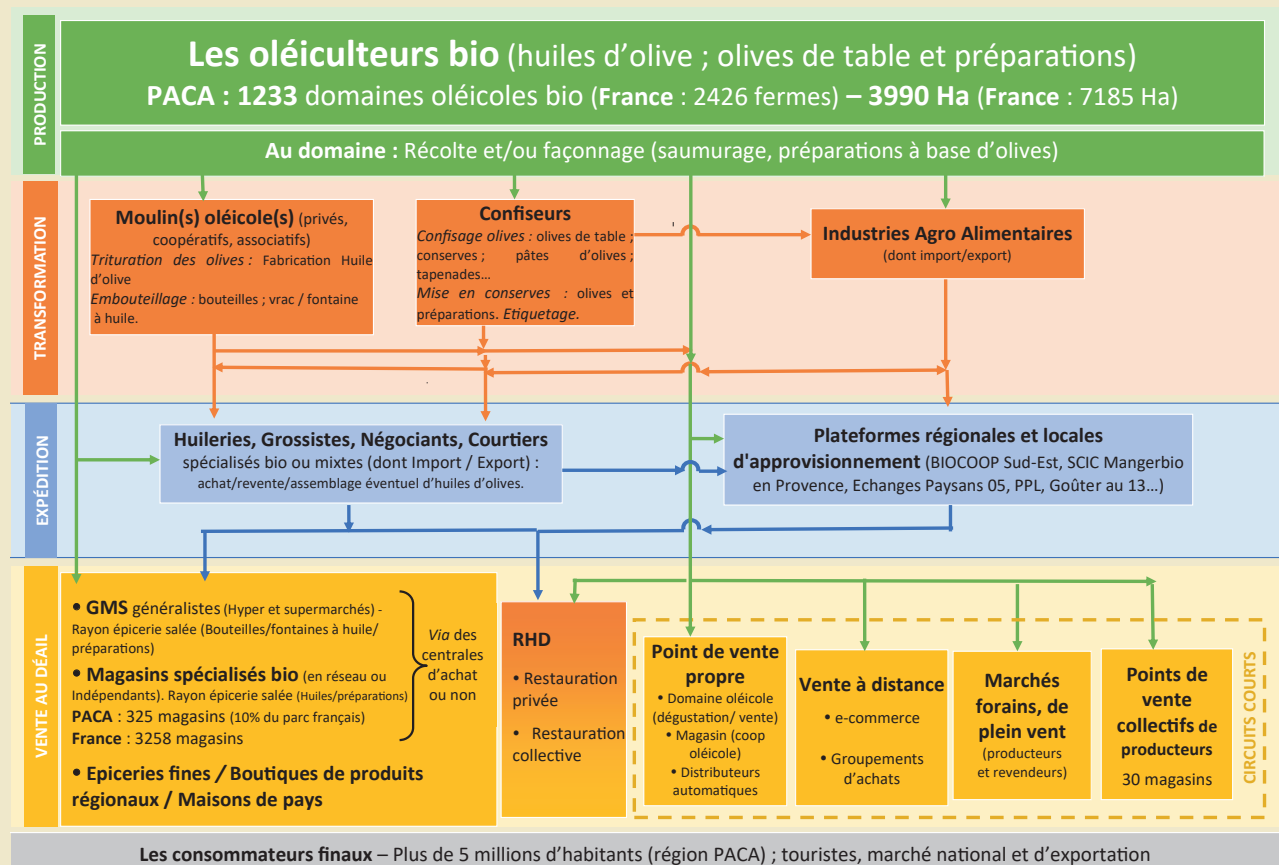 PRODUCTION
Les oléiculteurs bio (huiles d’olive ; olives de table et préparations)
PACA : 1233 domaines oléicoles bio (France : 2426 fermes) – 3990 Ha (France : 7185 Ha)
Au domaine : Récolte et/ou façonnage (saumurage, préparations à base d’olives)
TRANSFORMATION
Moulin(s) oléicole(s) (privés,
coopératifs, associatifs)
Trituration des olives : Fabrication Huile
d’olive
Embouteillage : bouteilles ; vrac / fontaine
à huile.
Confiseurs
Confisage olives : olives de table ;
conserves ; pâtes d’olives ;
tapenades…
Mise en conserves : olives et
préparations. Etiquetage.
Industries Agro Alimentaires
(dont import/export)
EXPÉDITION
Huileries, Grossistes, Négociants, Courtiers
spécialisés bio ou mixtes (dont Import / Export) :
achat/revente/assemblage éventuel d’huiles d’olives.
Plateformes régionales et locales
d'approvisionnement (BIOCOOP Sud-Est, SCIC Mangerbio
en Provence, Echanges Paysans 05, PPL, Goûter au 13…)
VENTE AU DÉAIL
• GMS généralistes (Hyper et supermarchés) -
Rayon épicerie salée (Bouteilles/fontaines à huile/
préparations)
• Magasins spécialisés bio (en réseau ou
Indépendants). Rayon épicerie salée (Huiles/préparations)
PACA : 325 magasins (10% du parc français)
France : 3258 magasins
• Epiceries fines / Boutiques de produits
régionaux / Maisons de pays
Via des
centrales
d’achat
ou non
RHD
• Restauration
privée
• Restauration
collective
Point de vente
propre
• Domaine oléicole
(dégustation/ vente)
• Magasin (coop
oléicole)
• Distributeurs
automatiques
Vente à distance
• e-commerce
• Groupements
d’achats
Marchés
forains, de
plein vent
(producteurs
et revendeurs)
Points de
vente
collectifs de
producteurs
30 magasins
CIRCUITS COURTS
Les consommateurs finaux – Plus de 5 millions d’habitants (région PACA) ; touristes, marché national et d’exportation